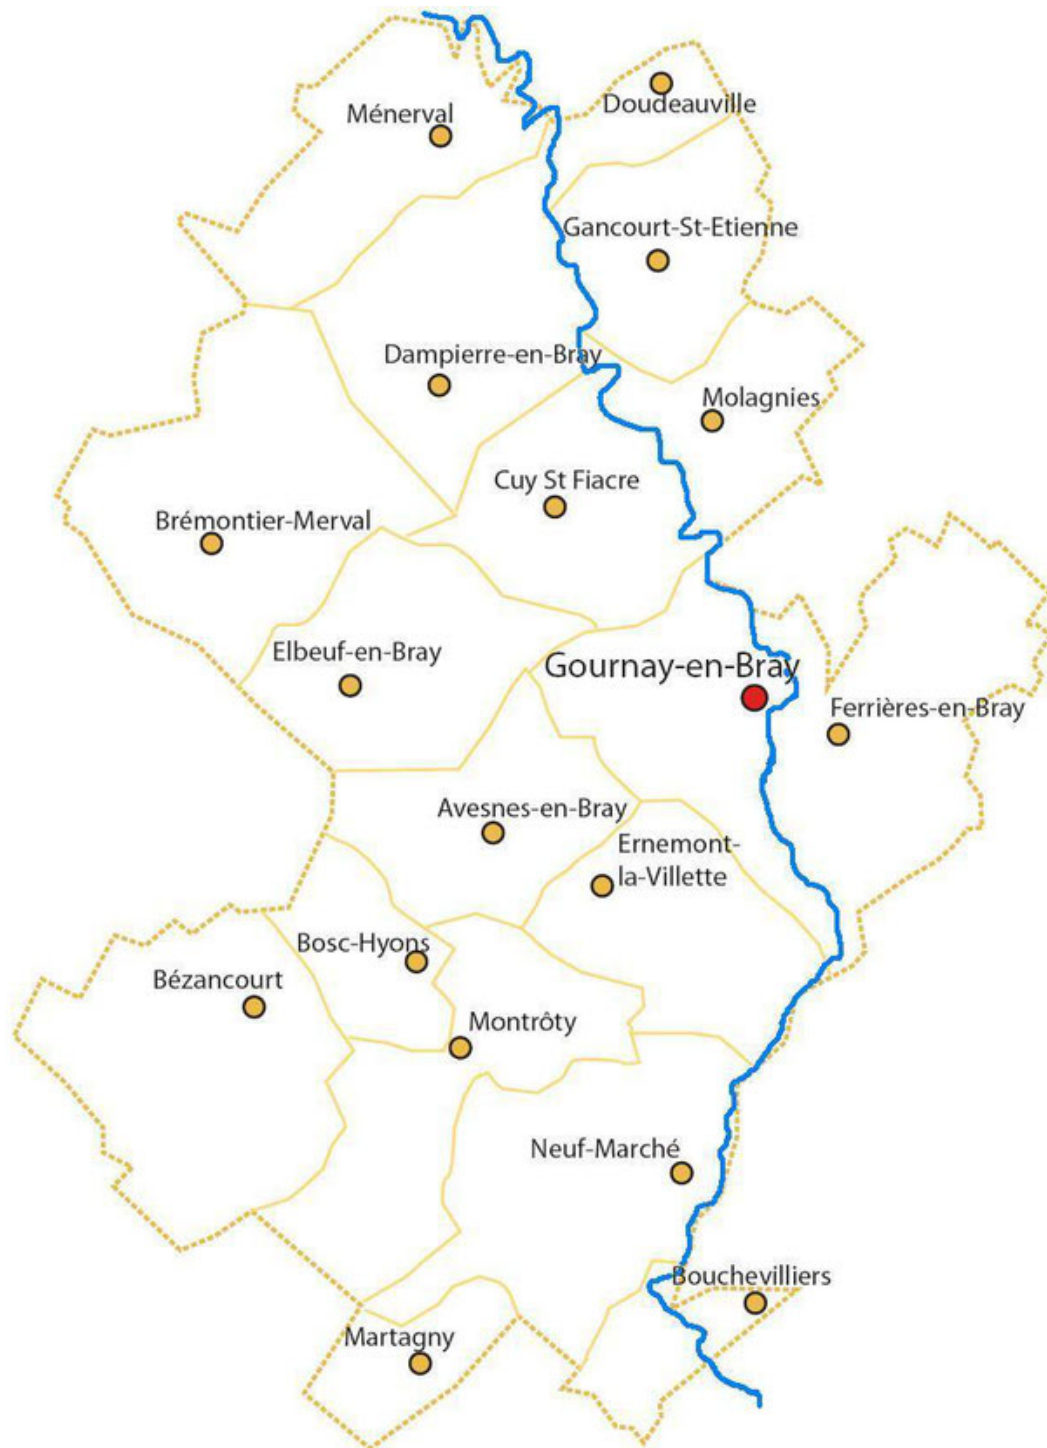 Doudeauville
Ménerval
Gancourt-St-Etienne
Dampierre-en-Bray
Molagnies
Cuy St Fiacre
Brémontier-Merval
Elbeuf-en-Bray
Gournay-en-Bray
Ferrières-en-Bray
Avesnes-en-Bray
Ernemont-
la-Villette
Bosc-Hyons
Bézancourt
Montrôty
Neuf-Marché
Bouchevilliers
Martagny